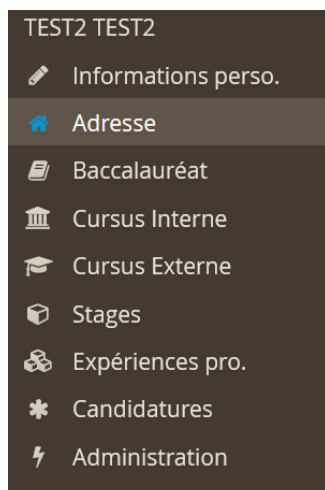 TEST2 TEST2
Informations perso.
Adresse
Baccalauréat
Cursus Interne
Cursus Externe
Stages
Expériences pro.
Candidatures
Administration